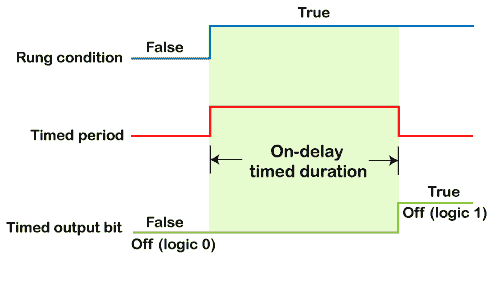 True
False
Rung condition
Timed period
On-delay
timed duration
True
False
Off (logic 1)
Timed output bit
Off (logic 0)